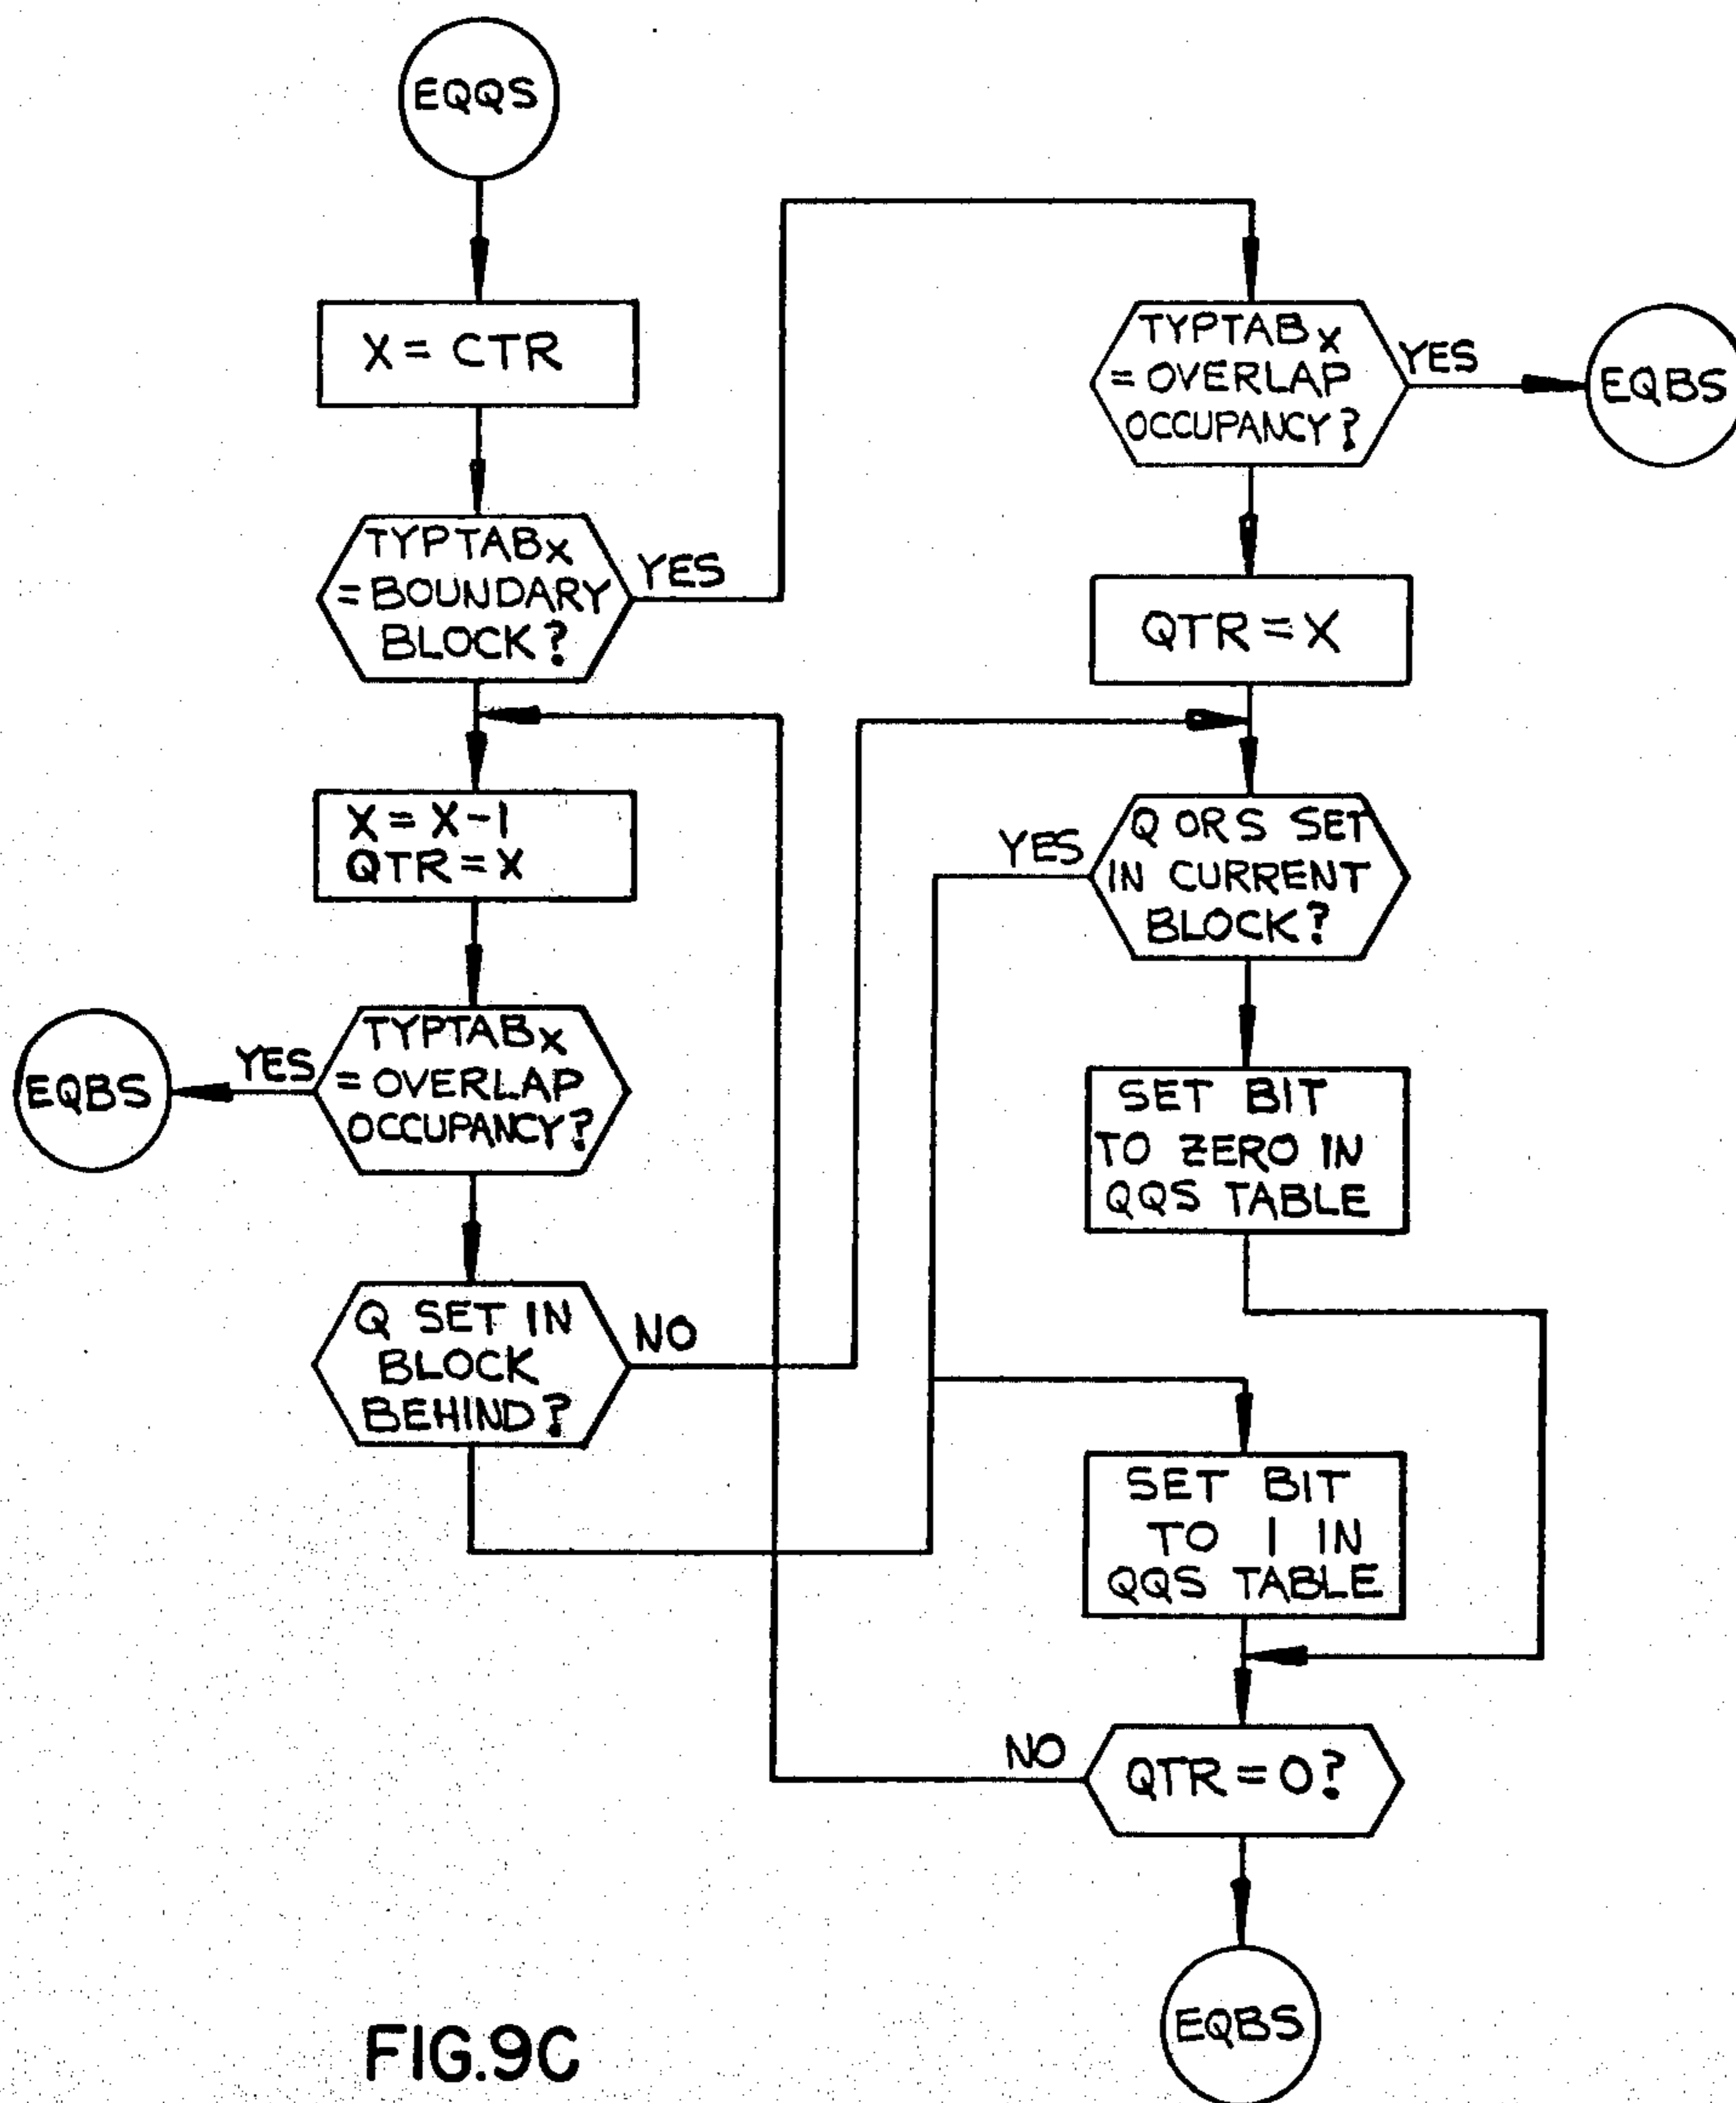 EQQS
X = CTR
TYPTABX
= BOUNDARY
BLOCK?
YES
X = X-1
QTR = X
TYPTABX
= OVERLAP
OCCUPANCY?
YES
EQBS
Q SET IN
BLOCK
BEHIND?
NO
TYPTABX
= OVERLAP
OCCUPANCY?
YES
EQBS
QTR = X
Q OR S SET
IN CURRENT
BLOCK?
YES
SET BIT
TO ZERO IN
QQS TABLE
SET BIT
TO 1 IN
QQS TABLE
QTR = 0?
NO
EQBS
FIG.9C